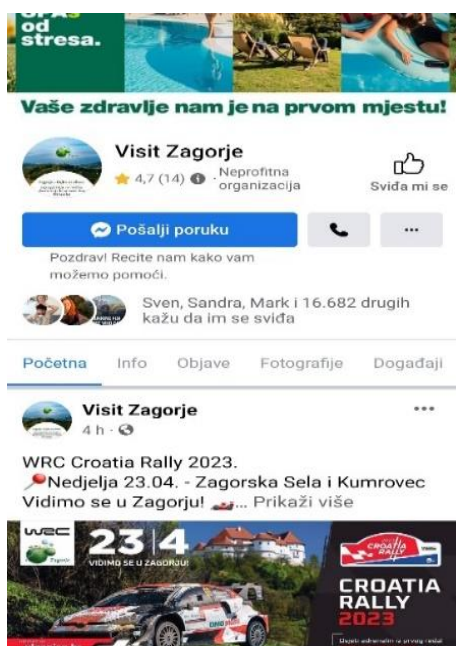 od
stresa.
Vaše zdravlje nam je na prvom mjestu!
Visit Zagorje
4,7 (14) · Neprofitna
organizacija
Sviđa mi se
Pošalji poruku
Pozdrav! Recite nam kako vam
možemo pomoći.
Sven, Sandra, Mark i 16.682 drugih
kažu da im se sviđa
Početna Info Objave Fotografije Događaji
Visit Zagorje
4 h ·
WRC Croatia Rally 2023.
Nedjelja 23.04. - Zagorska Sela i Kumrovec
Vidimo se u Zagorju! ... Prikaži više
WRC
Zagorje
23|4
VIDIMO SE U ZAGORJU!
CROATIA
RALLY
CROATIA
RALLY
2023